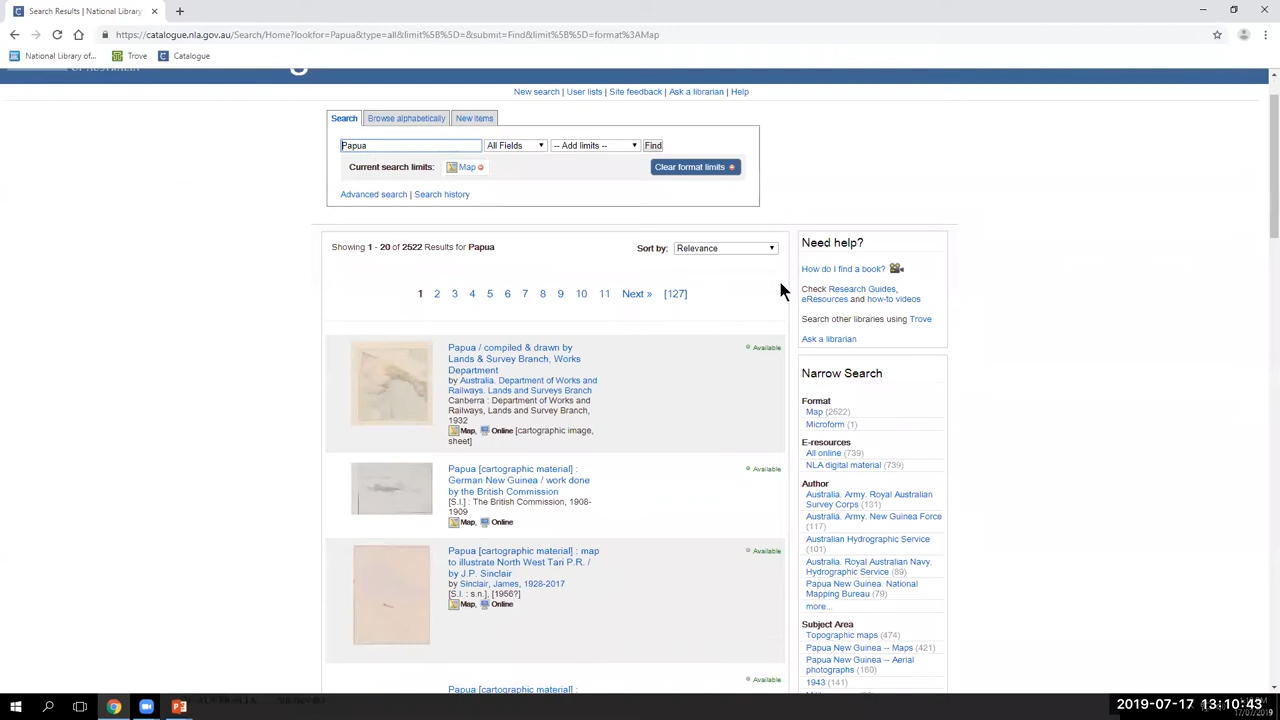 Search Results | National Library
https://catalogue.nla.gov.au/Search/Home?lookfor=Papua&type=all&limit%5B%5D=&submit=Find&limit%5B%5D=format%3AMap
National Library of... Trove Catalogue
New search | User lists | Site feedback | Ask a librarian | Help
Search Browse alphabetically New items
Papua All Fields -- Add limits -- Find
Current search limits: Map Clear format limits
Advanced search | Search history
Showing 1 - 20 of 2522 Results for Papua
Sort by: Relevance
1 2 3 4 5 6 7 8 9 10 11 Next » [127]
Papua / compiled & drawn by
Lands & Survey Branch, Works
Department
by Australia. Department of Works and
Railways. Lands and Surveys Branch
Canberra : Department of Works and
Railways, Lands and Survey Branch,
1932
Map, Online [cartographic image,
sheet]
Available
Papua [cartographic material] :
German New Guinea / work done
by the British Commission
[S.l.] : The British Commission, 1908-
1909
Map, Online
Available
Papua [cartographic material] : map
to illustrate North West Tari P.R. /
by J.P. Sinclair
by Sinclair, James, 1928-2017
[S.l. : s.n.], [1956?]
Map, Online
Available
Papua [cartographic material] :
Available
Need help?
How do I find a book?
Check Research Guides,
eResources and how-to videos
Search other libraries using Trove
Ask a librarian
Narrow Search
Format
Map (2522)
Microform (1)
E-resources
All online (739)
NLA digital material (739)
Author
Australia. Army. Royal Australian
Survey Corps (131)
Australia. Army. New Guinea Force
(117)
Australian Hydrographic Service
(101)
Australia. Royal Australian Navy.
Hydrographic Service (89)
Papua New Guinea. National
Mapping Bureau (79)
more...
Subject Area
Topographic maps (474)
Papua New Guinea -- Maps (421)
Papua New Guinea -- Aerial
photographs (160)
1943 (141)
2019-07-17 13:10:43
17/07/2019